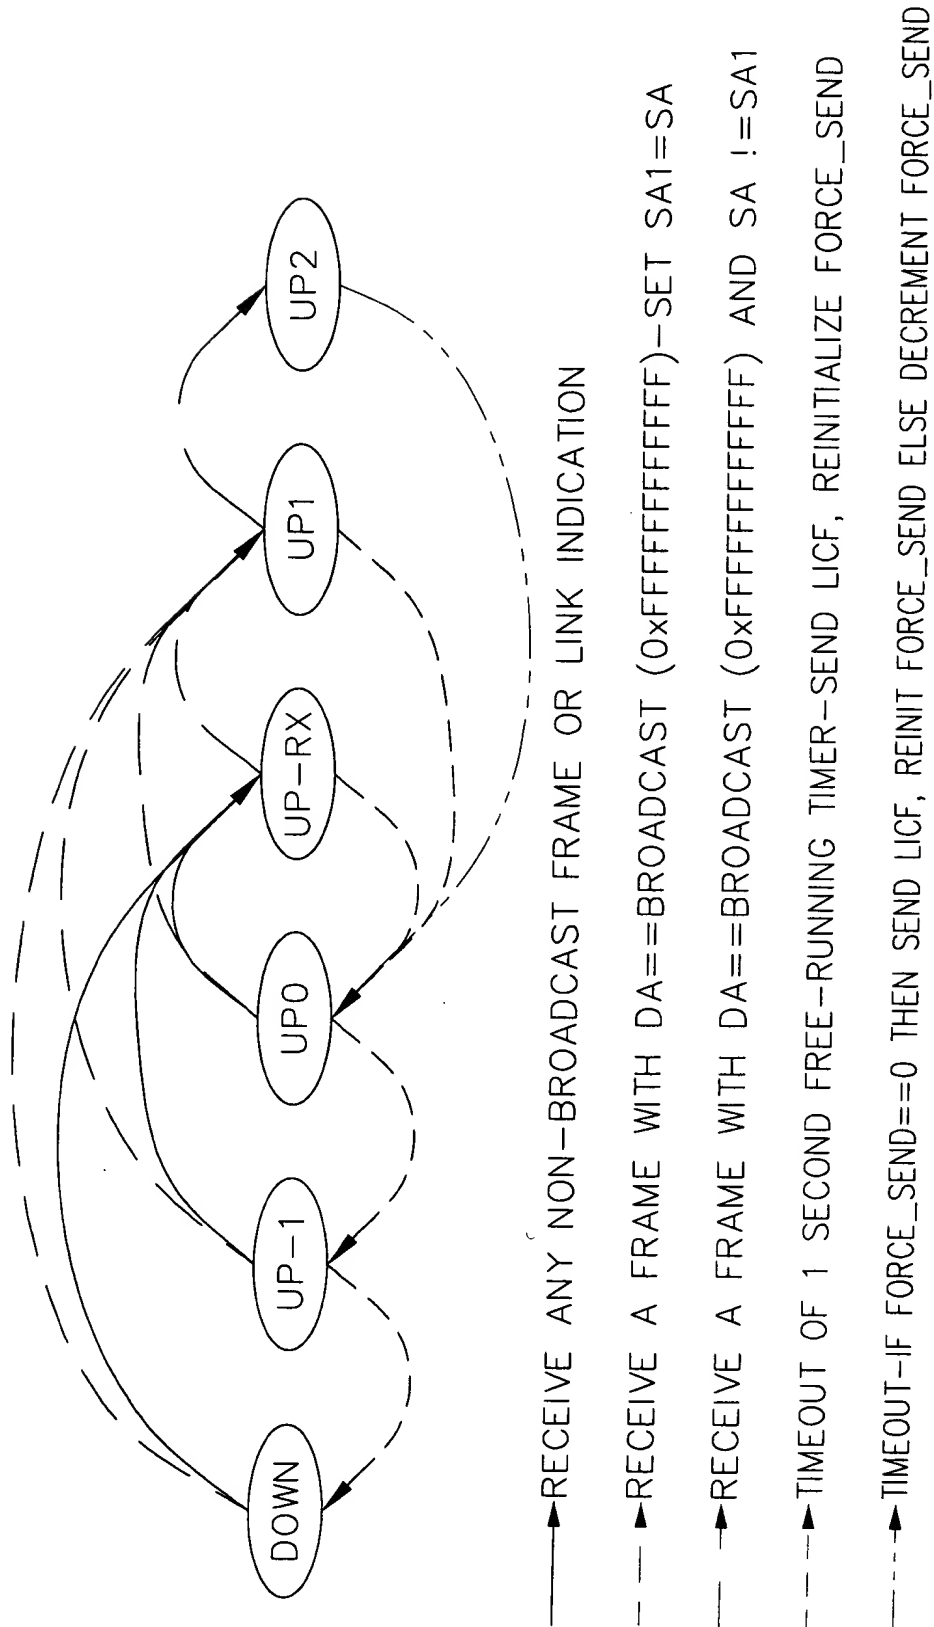 DOWN
UP-1
UP0
UP-RX
UP1
UP2
RECEIVE ANY NON-BROADCAST FRAME OR LINK INDICATION
RECEIVE A FRAME WITH DA==BROADCAST (0xFFFFFFFFFFFF)-SET SA1=SA
RECEIVE A FRAME WITH DA==BROADCAST (0xFFFFFFFFFFFF) AND SA !=SA1
TIMEOUT OF 1 SECOND FREE-RUNNING TIMER-SEND LICF, REINITIALIZE FORCE_SEND
TIMEOUT-IF FORCE_SEND==0 THEN SEND LICF, REINIT FORCE_SEND ELSE DECREMENT FORCE_SEND